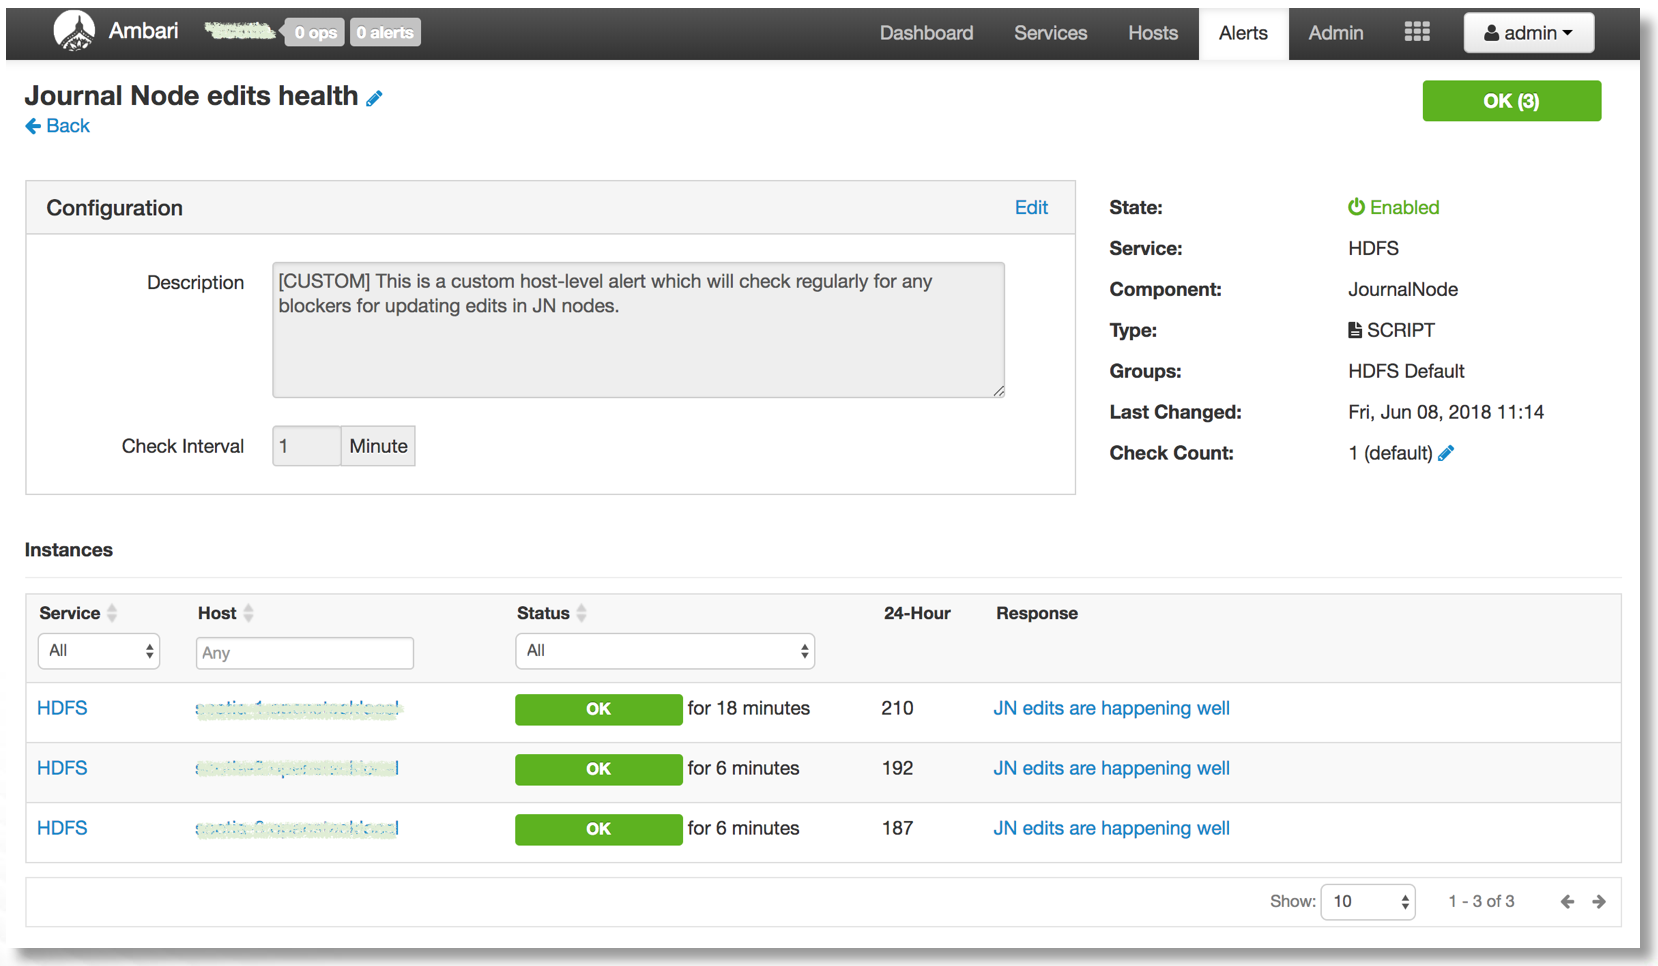 Ambari 0 ops 0 alerts Dashboard Services Hosts Alerts Admin admin
Journal Node edits health
Back
OK (3)
Configuration Edit
Description
[CUSTOM] This is a custom host-level alert which will check regularly for any
blockers for updating edits in JN nodes.
Check Interval 1 Minute
State: Enabled
Service: HDFS
Component: JournalNode
Type: SCRIPT
Groups: HDFS Default
Last Changed: Fri, Jun 08, 2018 11:14
Check Count: 1 (default)
Instances
Service Host Status 24-Hour Response
All Any All
HDFS OK for 18 minutes 210 JN edits are happening well
HDFS OK for 6 minutes 192 JN edits are happening well
HDFS OK for 6 minutes 187 JN edits are happening well
Show: 10 1 - 3 of 3